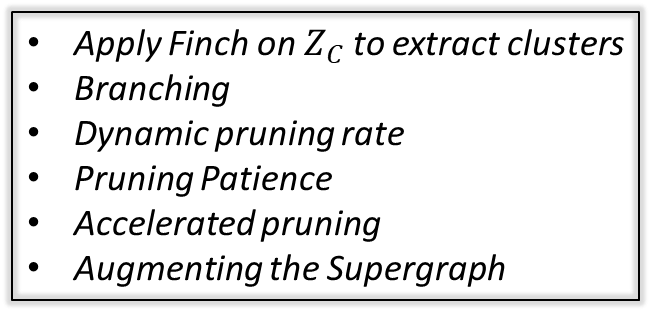 • Apply Finch on Z_C to extract clusters
• Branching
• Dynamic pruning rate
• Pruning Patience
• Accelerated pruning
• Augmenting the Supergraph